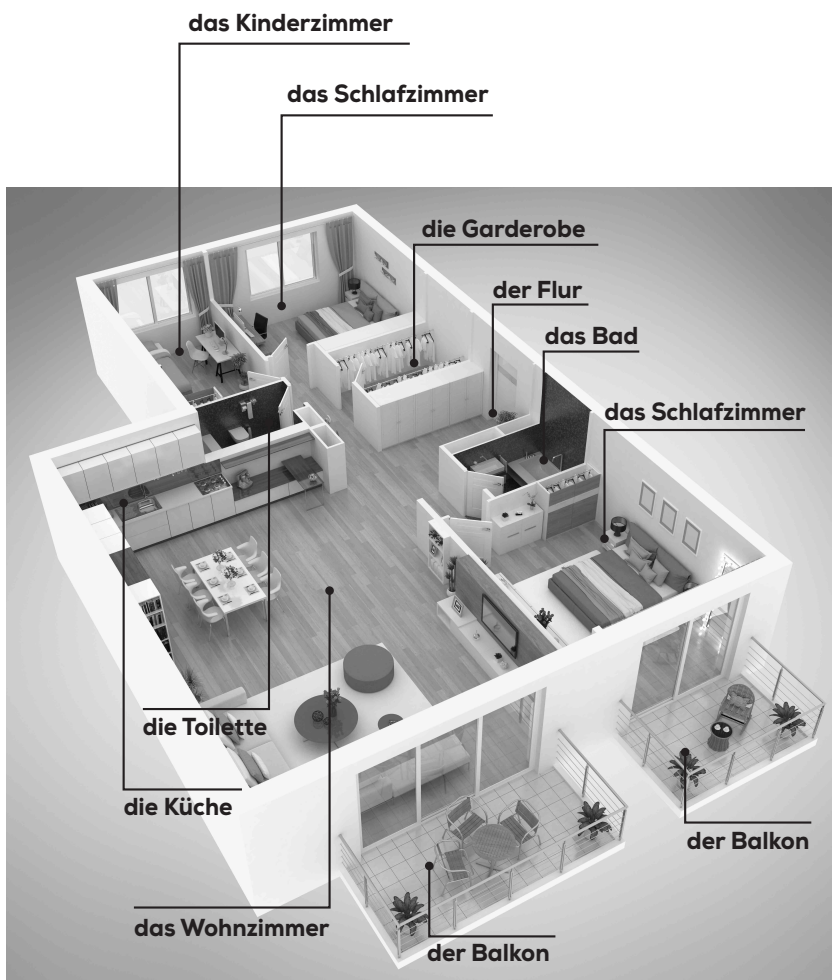 das Kinderzimmer
das Schlafzimmer
die Garderobe
der Flur
das Bad
das Schlafzimmer
die Toilette
die Küche
der Balkon
das Wohnzimmer
der Balkon